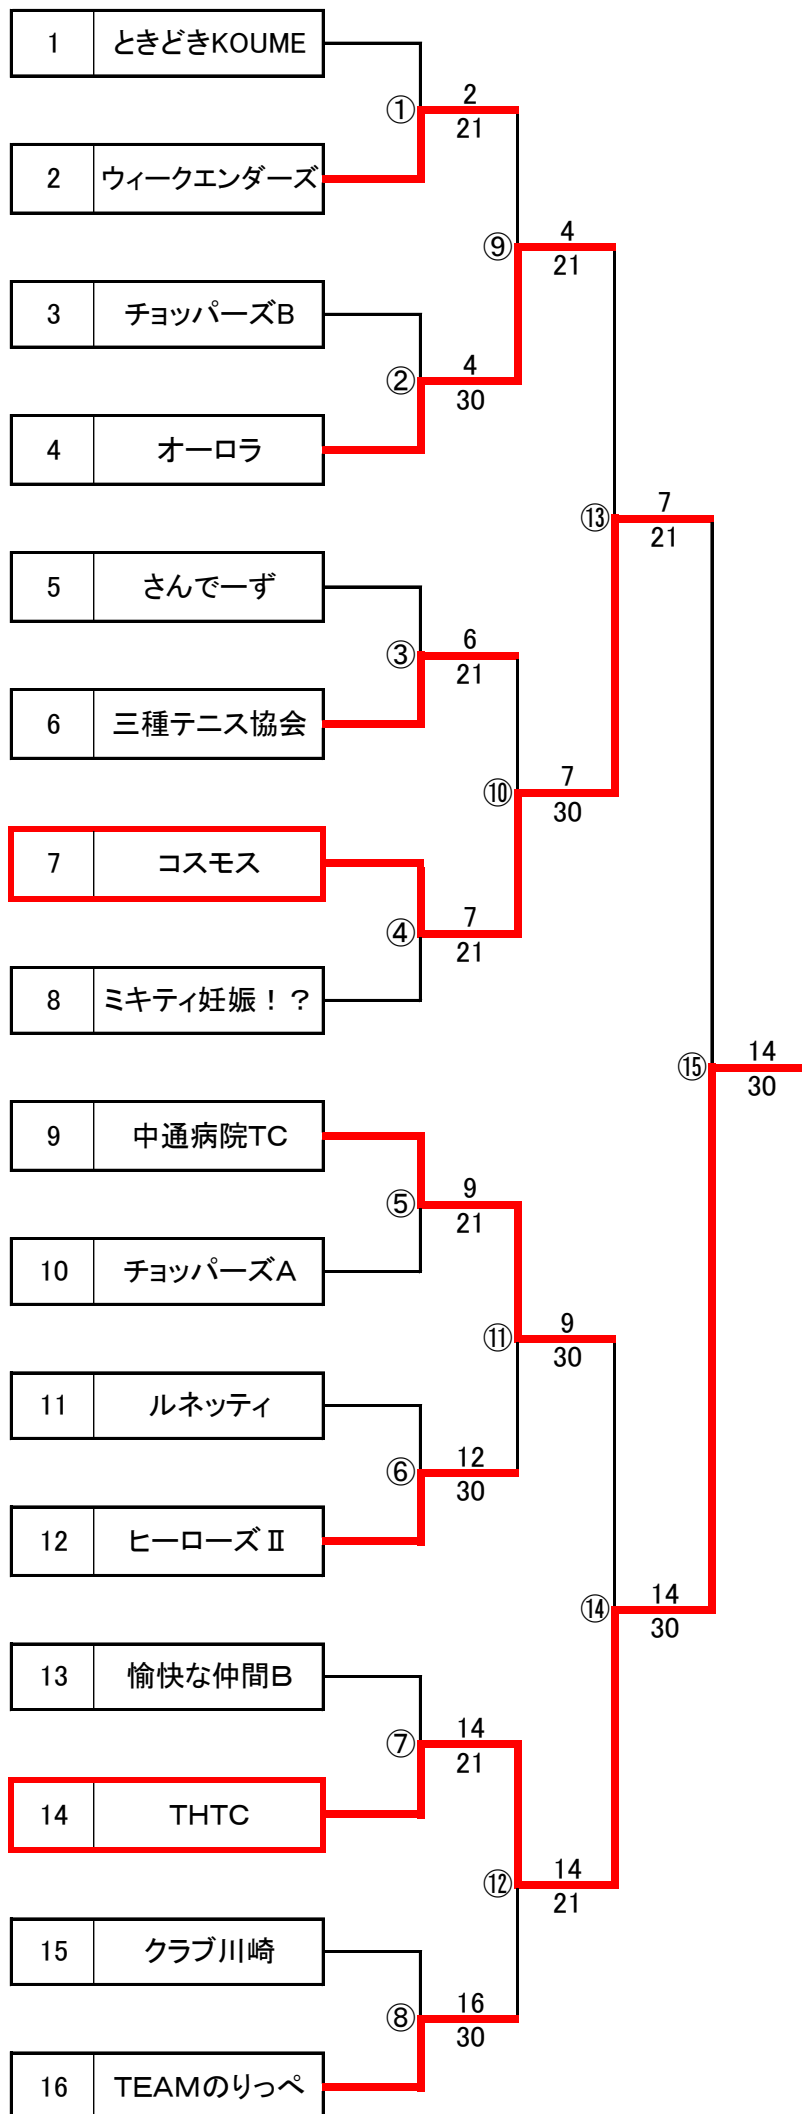 1 ときどきKOUME
2
① 21
2 ウィークエンダーズ
4
⑨ 21
3 チョッパーズB
4
② 30
4 オーロラ
7
⑬ 21
5 さんでーず
6
③ 21
6 三種テニス協会
7
⑩ 30
7 コスモス
7
④ 21
8 ミキティ妊娠！？
14
⑮ 30
9 中通病院TC
9
⑤ 21
10 チョッパーズA
9
⑪ 30
11 ルネッティ
12
⑥ 30
12 ヒーローズⅡ
14
⑭ 30
13 愉快な仲間B
14
⑦ 21
14 THTC
14
⑫ 21
15 クラブ川崎
16
⑧ 30
16 TEAMのりっぺ